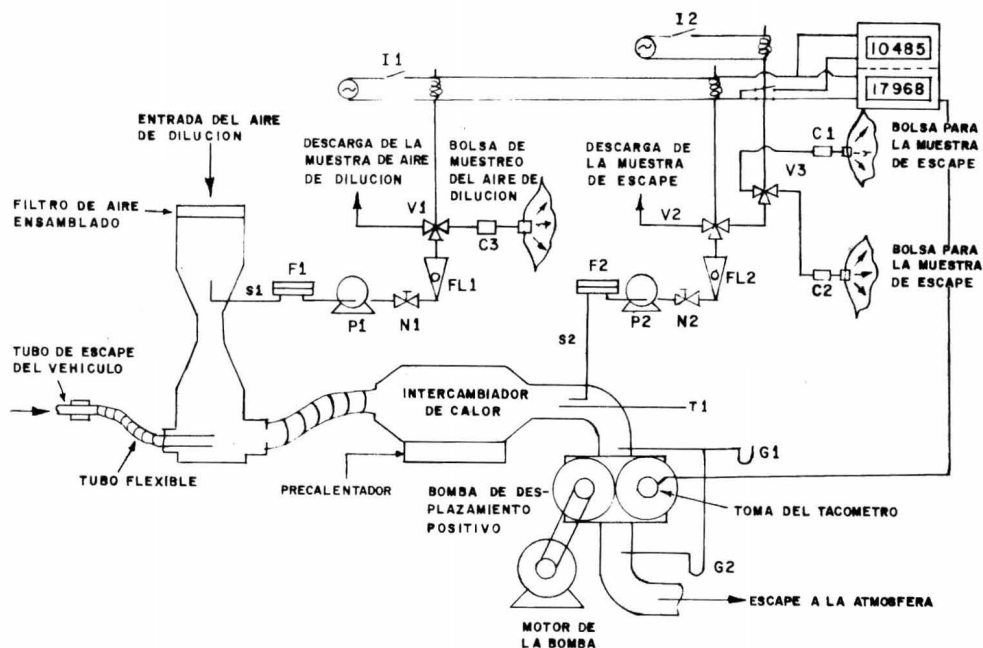 I2
10485
I1
17968
ENTRADA DEL AIRE
DE DILUCION
DESCARGA DE LA
MUESTRA DE AIRE
DE DILUCION
BOLSA DE
MUESTREO
DEL AIRE DE
DILUCION
DESCARGA DE
LA MUESTRA
DE ESCAPE
C1
BOLSA PARA
LA MUESTRA
DE ESCAPE
V3
FILTRO DE AIRE
ENSAMBLADO
V1
C3
V2
BOLSA PARA
LA MUESTRA
DE ESCAPE
C2
S1
F1
FL1
P1
N1
F2
FL2
P2
N2
S2
TUBO DE ESCAPE
DEL VEHICULO
INTERCAMBIADOR
DE CALOR
T1
TUBO FLEXIBLE
PRECALENTADOR
G1
BOMBA DE DES-
PLAZAMIENTO
POSITIVO
TOMA DEL TACOMETRO
G2
ESCAPE A LA ATMOSFERA
MOTOR DE
LA BOMBA